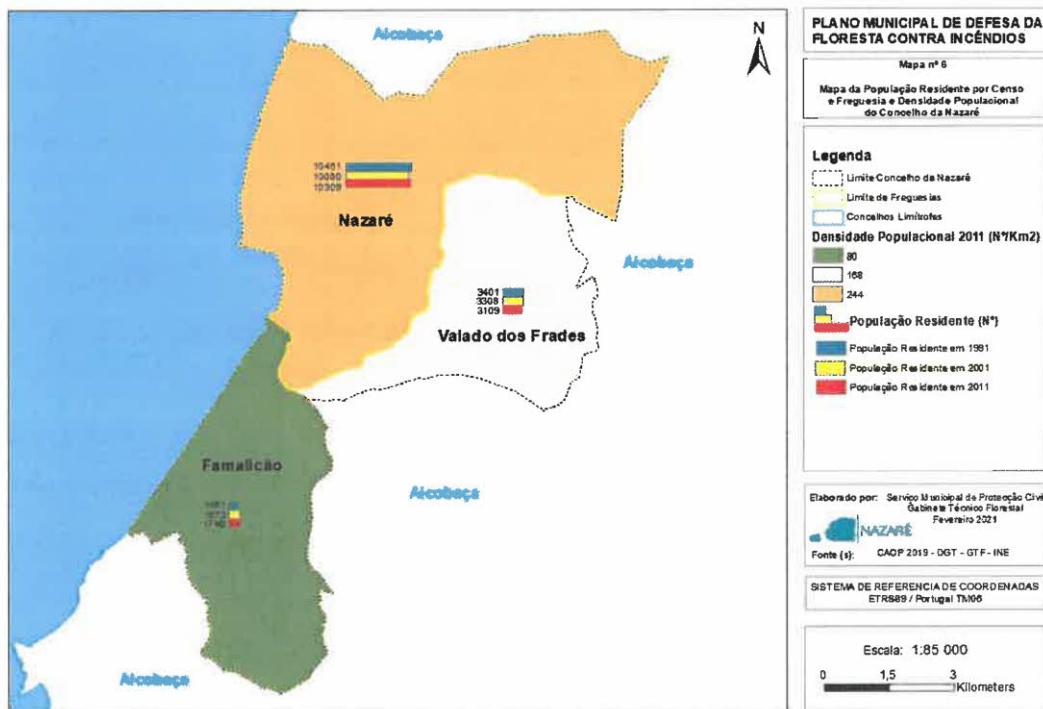 Alcobaça
N
10461
Nazaré
Alcobaça
3401
3308
3109
Valado dos Frades
Famalicão
Alcobaça
Alcobaça
PLANO MUNICIPAL DE DEFESA DA
FLORESTA CONTRA INCÊNDIOS
Mapa nº 6
Mapa da População Residente por Censo
e Freguesia e Densidade Populacional
do Concelho da Nazaré
Legenda
Limite Concelho da Nazaré
Limite de Freguesias
Concelhos Limítrofes
Densidade Populacional 2011 (Nº/Km2)
80
168
244
População Residente (Nº)
População Residente em 1991
População Residente em 2001
População Residente em 2011
Elaborado por: Serviço Municipal de Protecção Civil
Gabinete Técnico Florestal
Fevereiro 2021
NAZARÉ
Fonte (s): CAOP 2019 - DGT - GTF - INE
SISTEMA DE REFERENCIA DE COORDENADAS
ETRS89 / Portugal TM06
Escala: 1:85 000
0 1,5 3
Kilometers